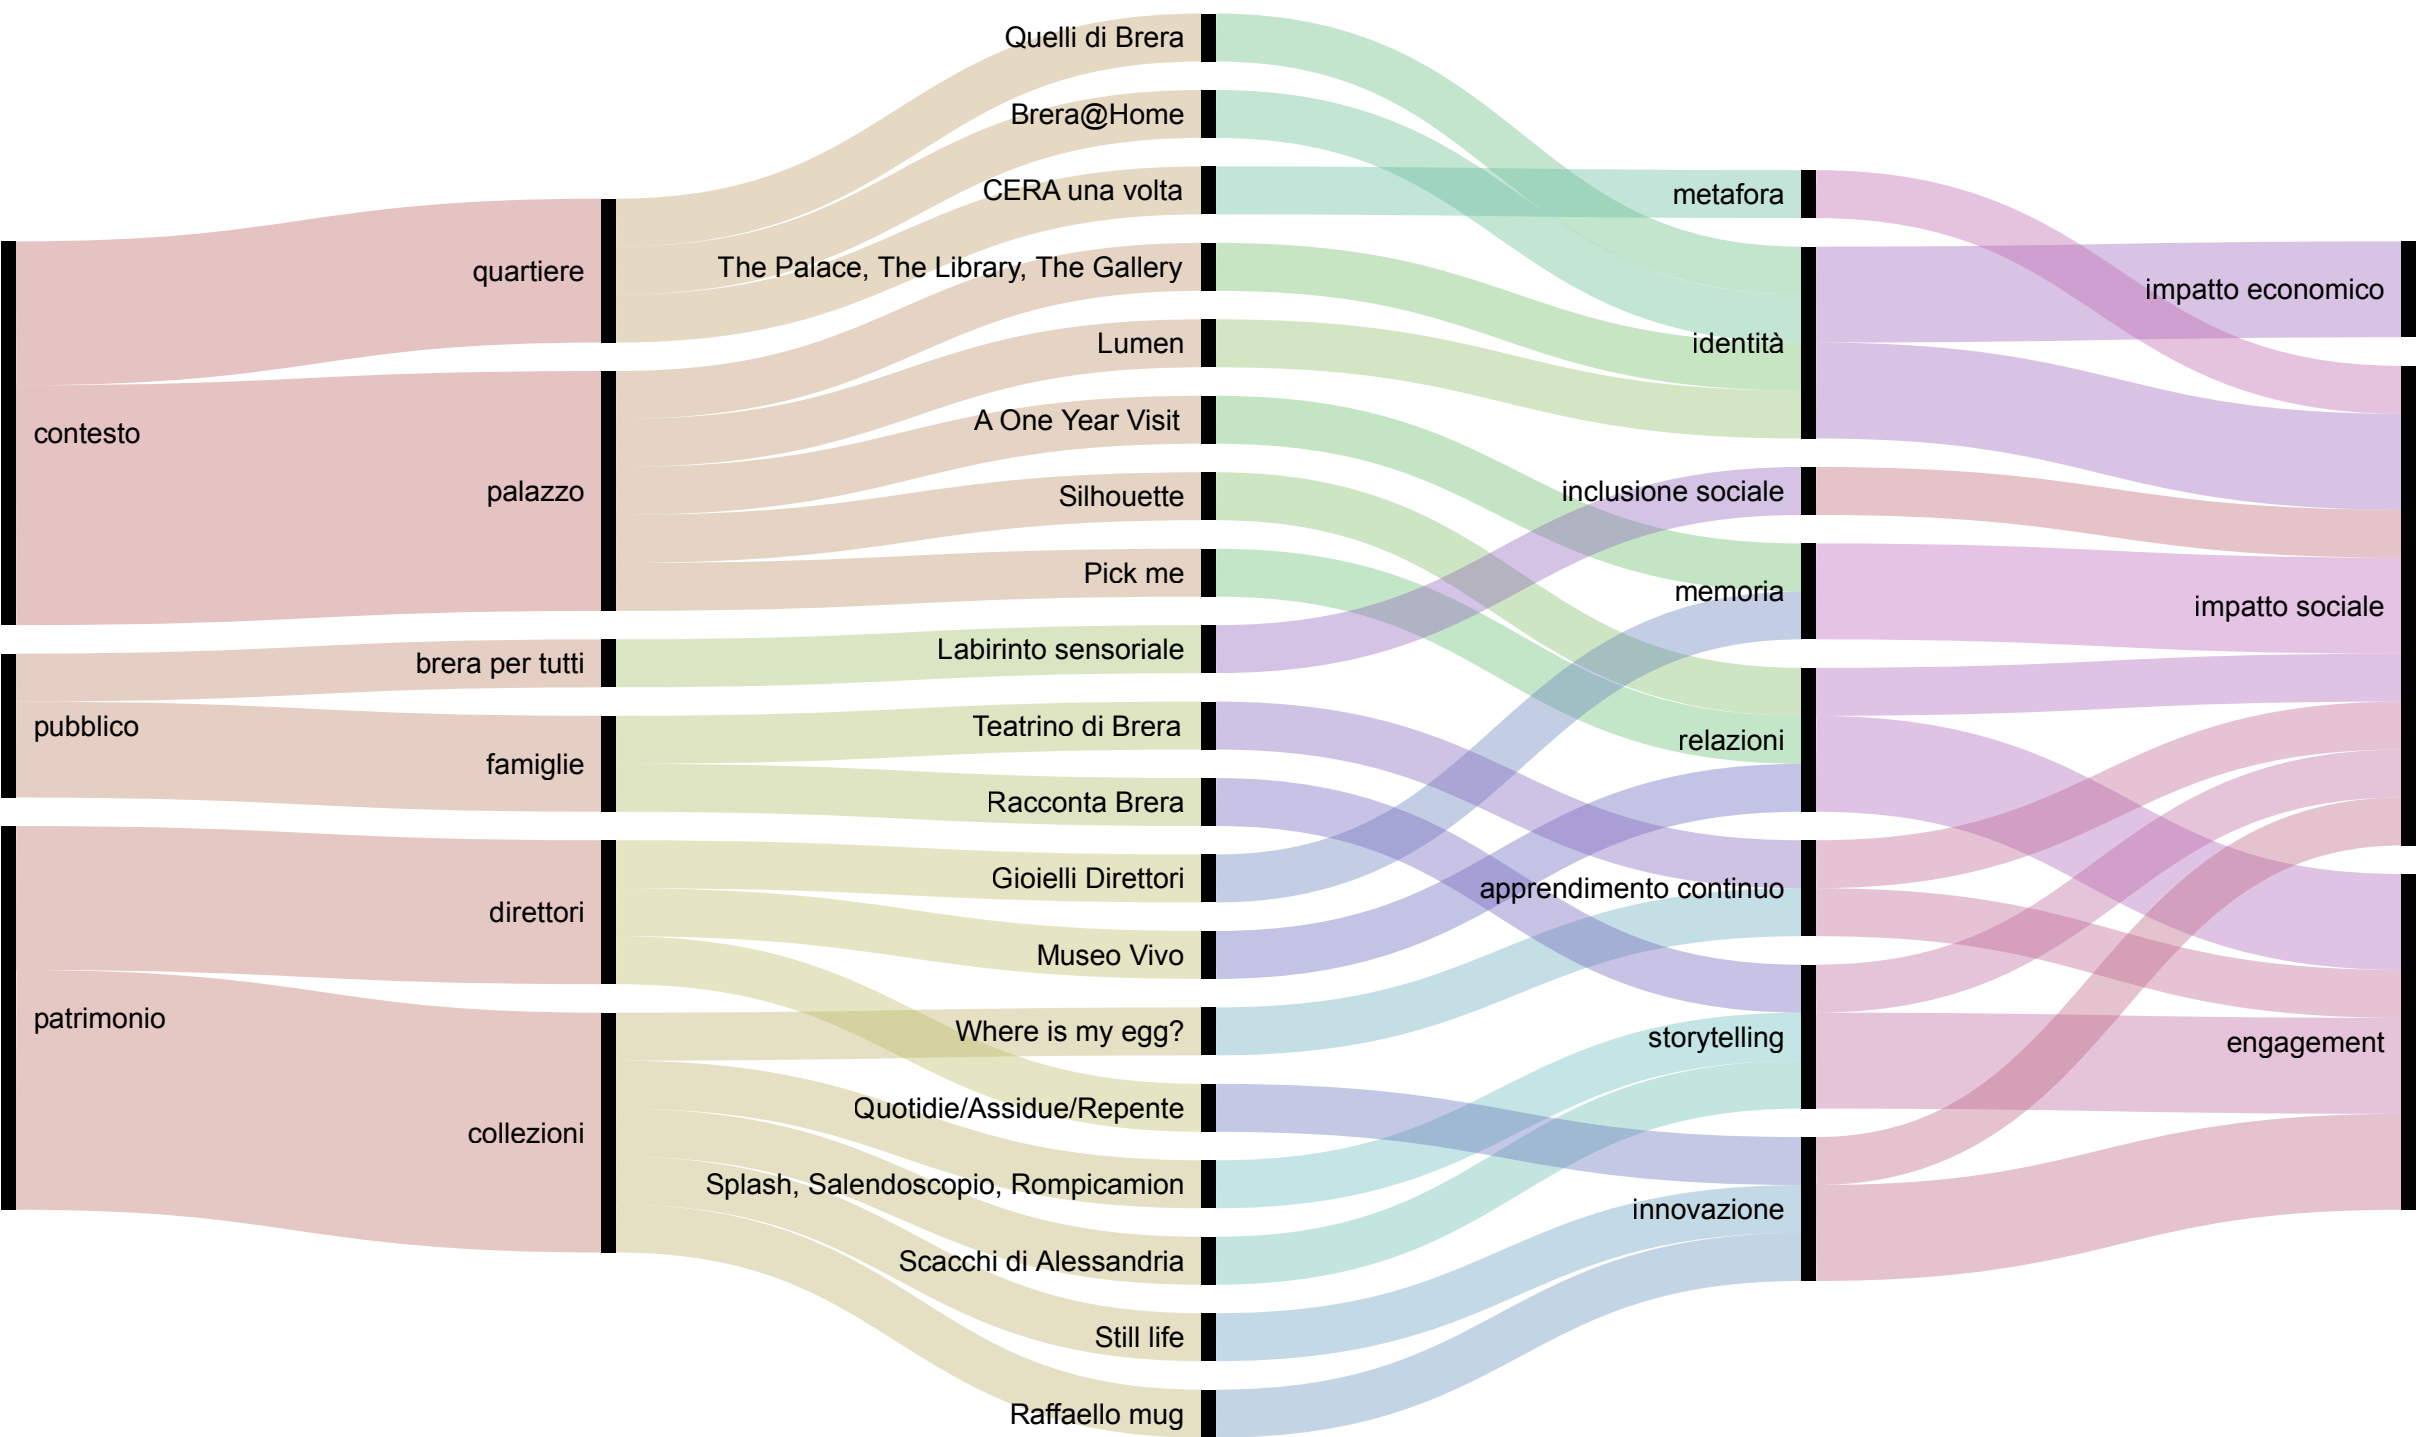 contesto
pubblico
patrimonio
quartiere
palazzo
brera per tutti
famiglie
direttori
collezioni
Quelli di Brera
Brera@Home
CERA una volta
The Palace, The Library, The Gallery
Lumen
A One Year Visit
Silhouette
Pick me
Labirinto sensoriale
Teatrino di Brera
Racconta Brera
Gioielli Direttori
Museo Vivo
Where is my egg?
Quotidie/Assidue/Repente
Splash, Salendoscopio, Rompicamion
Scacchi di Alessandria
Still life
Raffaello mug
metafora
identità
inclusione sociale
memoria
relazioni
apprendimento continuo
storytelling
innovazione
impatto economico
impatto sociale
engagement